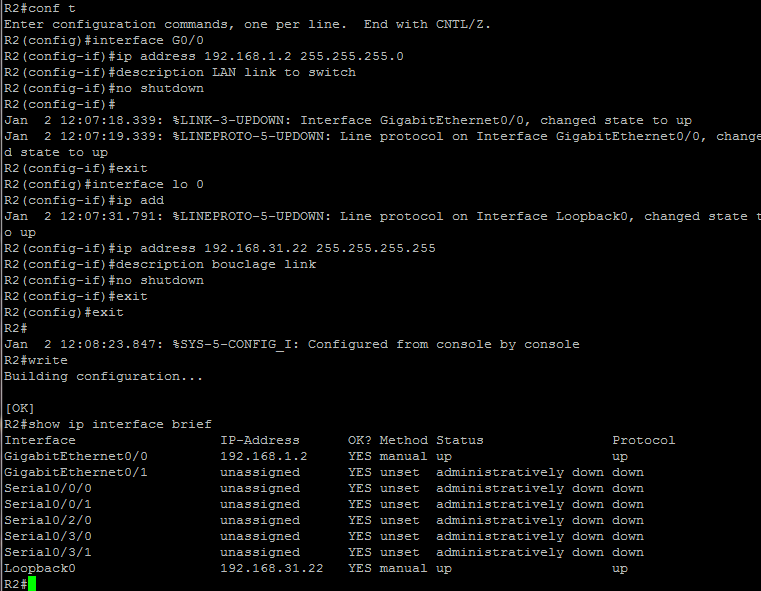 R2#conf t
Enter configuration commands, one per line.  End with CNTL/Z.
R2(config)#interface G0/0
R2(config-if)#ip address 192.168.1.2 255.255.255.0
R2(config-if)#description LAN link to switch
R2(config-if)#no shutdown
R2(config-if)#
Jan  2 12:07:18.339: %LINK-3-UPDOWN: Interface GigabitEthernet0/0, changed state to up
Jan  2 12:07:19.339: %LINEPROTO-5-UPDOWN: Line protocol on Interface GigabitEthernet0/0, change
d state to up
R2(config-if)#exit
R2(config)#interface lo 0
R2(config-if)#ip add
Jan  2 12:07:31.791: %LINEPROTO-5-UPDOWN: Line protocol on Interface Loopback0, changed state t
o up
R2(config-if)#ip address 192.168.31.22 255.255.255.255
R2(config-if)#description bouclage link
R2(config-if)#no shutdown
R2(config-if)#exit
R2(config)#exit
R2#
Jan  2 12:08:23.847: %SYS-5-CONFIG_I: Configured from console by console
R2#write
Building configuration...
[OK]
R2#show ip interface brief
Interface                  IP-Address      OK? Method Status                Protocol
GigabitEthernet0/0         192.168.1.2     YES manual up                    up
GigabitEthernet0/1         unassigned      YES unset  administratively down down
Serial0/0/0                unassigned      YES unset  administratively down down
Serial0/0/1                unassigned      YES unset  administratively down down
Serial0/2/0                unassigned      YES unset  administratively down down
Serial0/3/0                unassigned      YES unset  administratively down down
Serial0/3/1                unassigned      YES unset  administratively down down
Loopback0                  192.168.31.22   YES manual up                    up
R2#